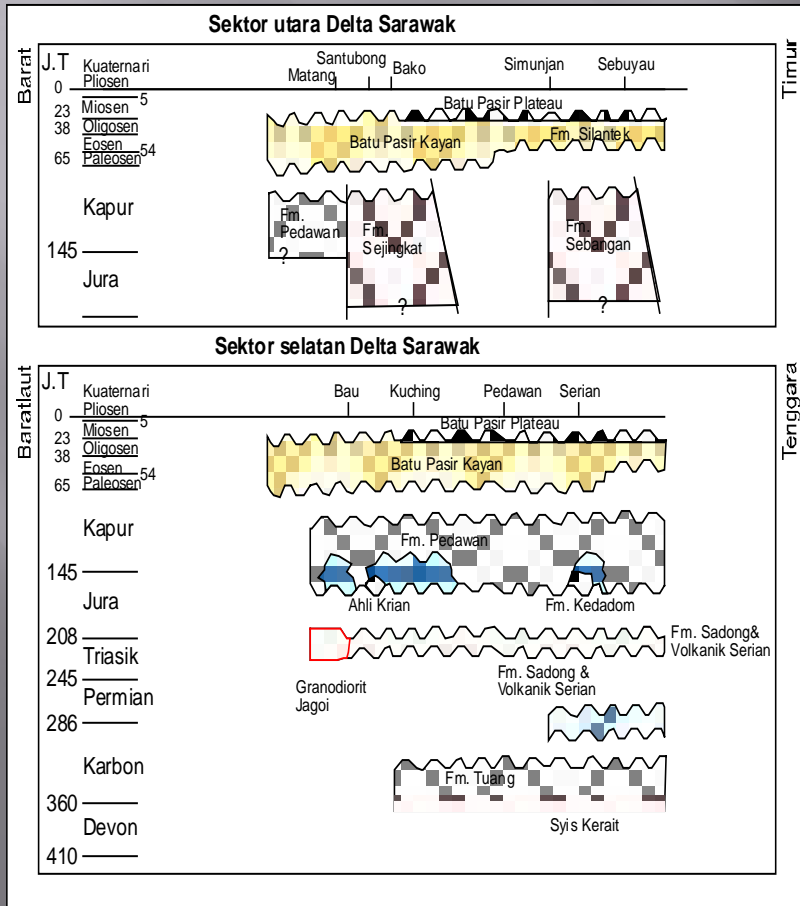 Sektor utara Delta Sarawak
Barat
Timur
J.T
Kuaternari
Pliosen
Miosen
Oligosen
Eosen
Paleosen
Kapur
Jura
0
5
23
38
54
65
145
Matang
Santubong
Bako
Simunjan
Sebuyau
Batu Pasir Plateau
Batu Pasir Kayan
Fm. Silantek
Fm.
Pedawan
?
Fm.
Sejingkat
?
Fm.
Sebangan
?
Sektor selatan Delta Sarawak
Baratlaut
Tenggara
J.T
Kuaternari
Pliosen
Miosen
Oligosen
Eosen
Paleosen
Kapur
Jura
Triasik
Permian
Karbon
Devon
0
5
23
38
54
65
145
208
245
286
360
410
Bau
Kuching
Pedawan
Serian
Batu Pasir Plateau
Batu Pasir Kayan
Fm. Pedawan
Ahli Krian
Fm. Kedadom
Fm. Sadong&
Volkanik Serian
Granodiorit
Jagoi
Fm. Sadong &
Volkanik Serian
Fm. Tuang
Syis Kerait